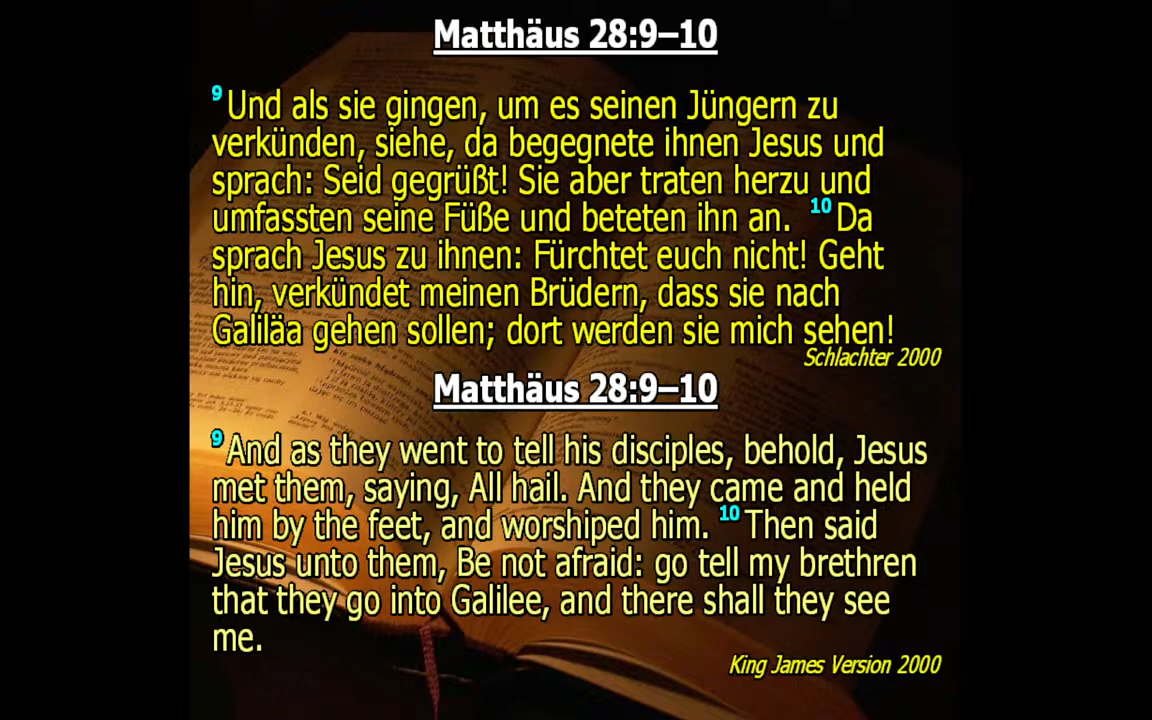 Matthäus 28:9–10
9 Und als sie gingen, um es seinen Jüngern zu
verkünden, siehe, da begegnete ihnen Jesus und
sprach: Seid gegrüßt! Sie aber traten herzu und
umfassten seine Füße und beteten ihn an. 10 Da
sprach Jesus zu ihnen: Fürchtet euch nicht! Geht
hin, verkündet meinen Brüdern, dass sie nach
Galiläa gehen sollen; dort werden sie mich sehen!
Schlachter 2000
Matthäus 28:9–10
9 And as they went to tell his disciples, behold, Jesus
met them, saying, All hail. And they came and held
him by the feet, and worshiped him. 10 Then said
Jesus unto them, Be not afraid: go tell my brethren
that they go into Galilee, and there shall they see
me.
King James Version 2000